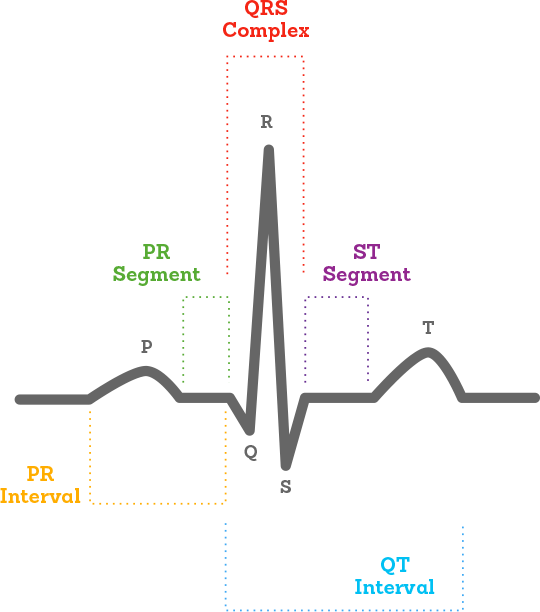 QRS
Complex
R
PR
Segment
ST
Segment
P
T
Q
S
PR
Interval
QT
Interval